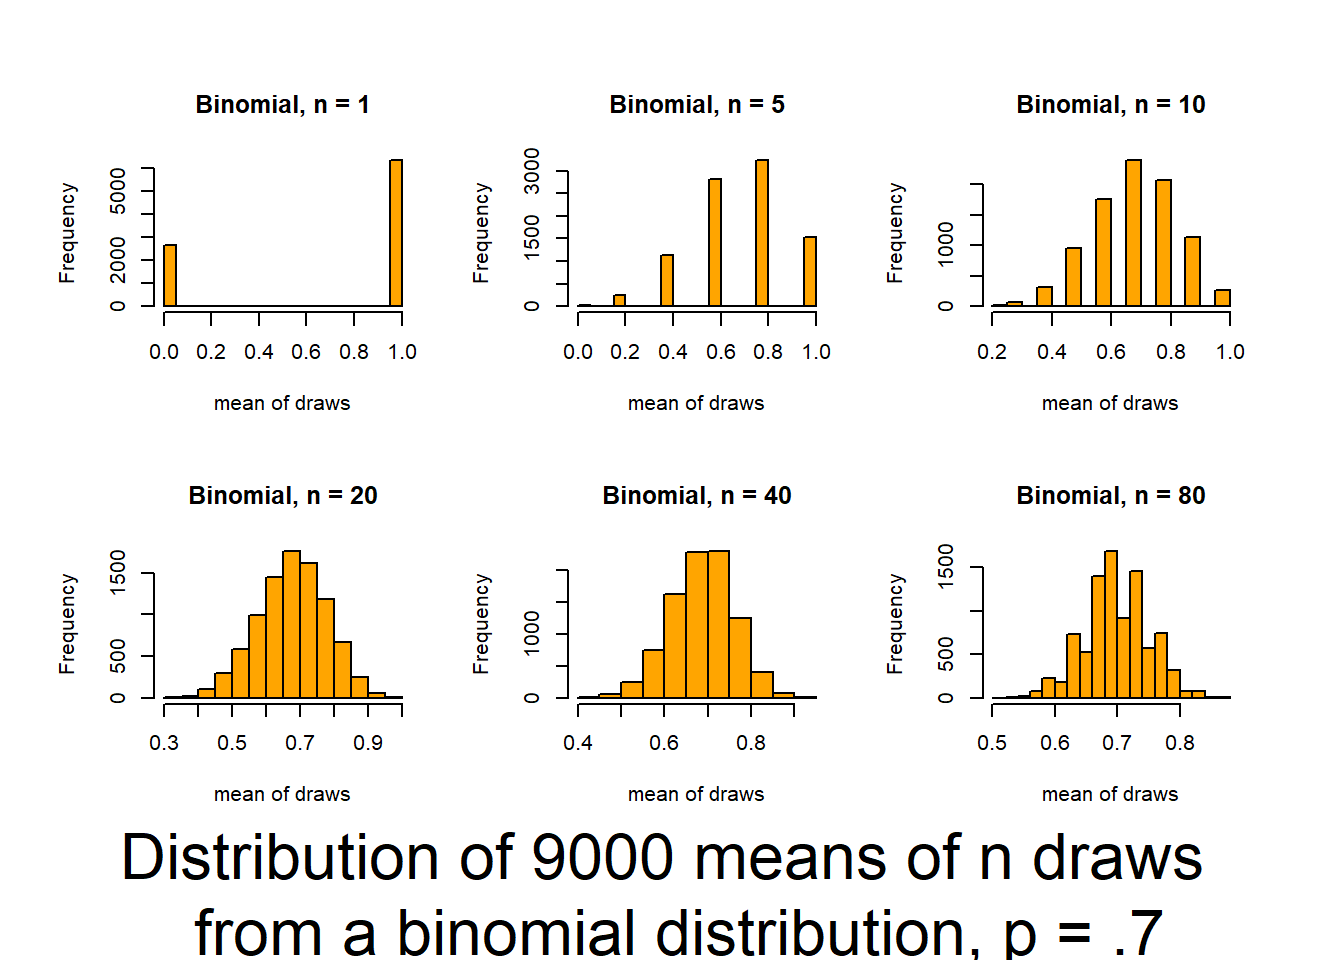 Binomial, n = 1
Frequency
0 2000 5000
0.0 0.2 0.4 0.6 0.8 1.0
mean of draws
Binomial, n = 5
Frequency
0 1500 3000
0.0 0.2 0.4 0.6 0.8 1.0
mean of draws
Binomial, n = 10
Frequency
0 1000
0.2 0.4 0.6 0.8 1.0
mean of draws
Binomial, n = 20
Frequency
0 500 1500
0.3 0.5 0.7 0.9
mean of draws
Binomial, n = 40
Frequency
0 1000
0.4 0.6 0.8
mean of draws
Binomial, n = 80
Frequency
0 500 1500
0.5 0.6 0.7 0.8
mean of draws
Distribution of 9000 means of n draws
from a binomial distribution, p = .7